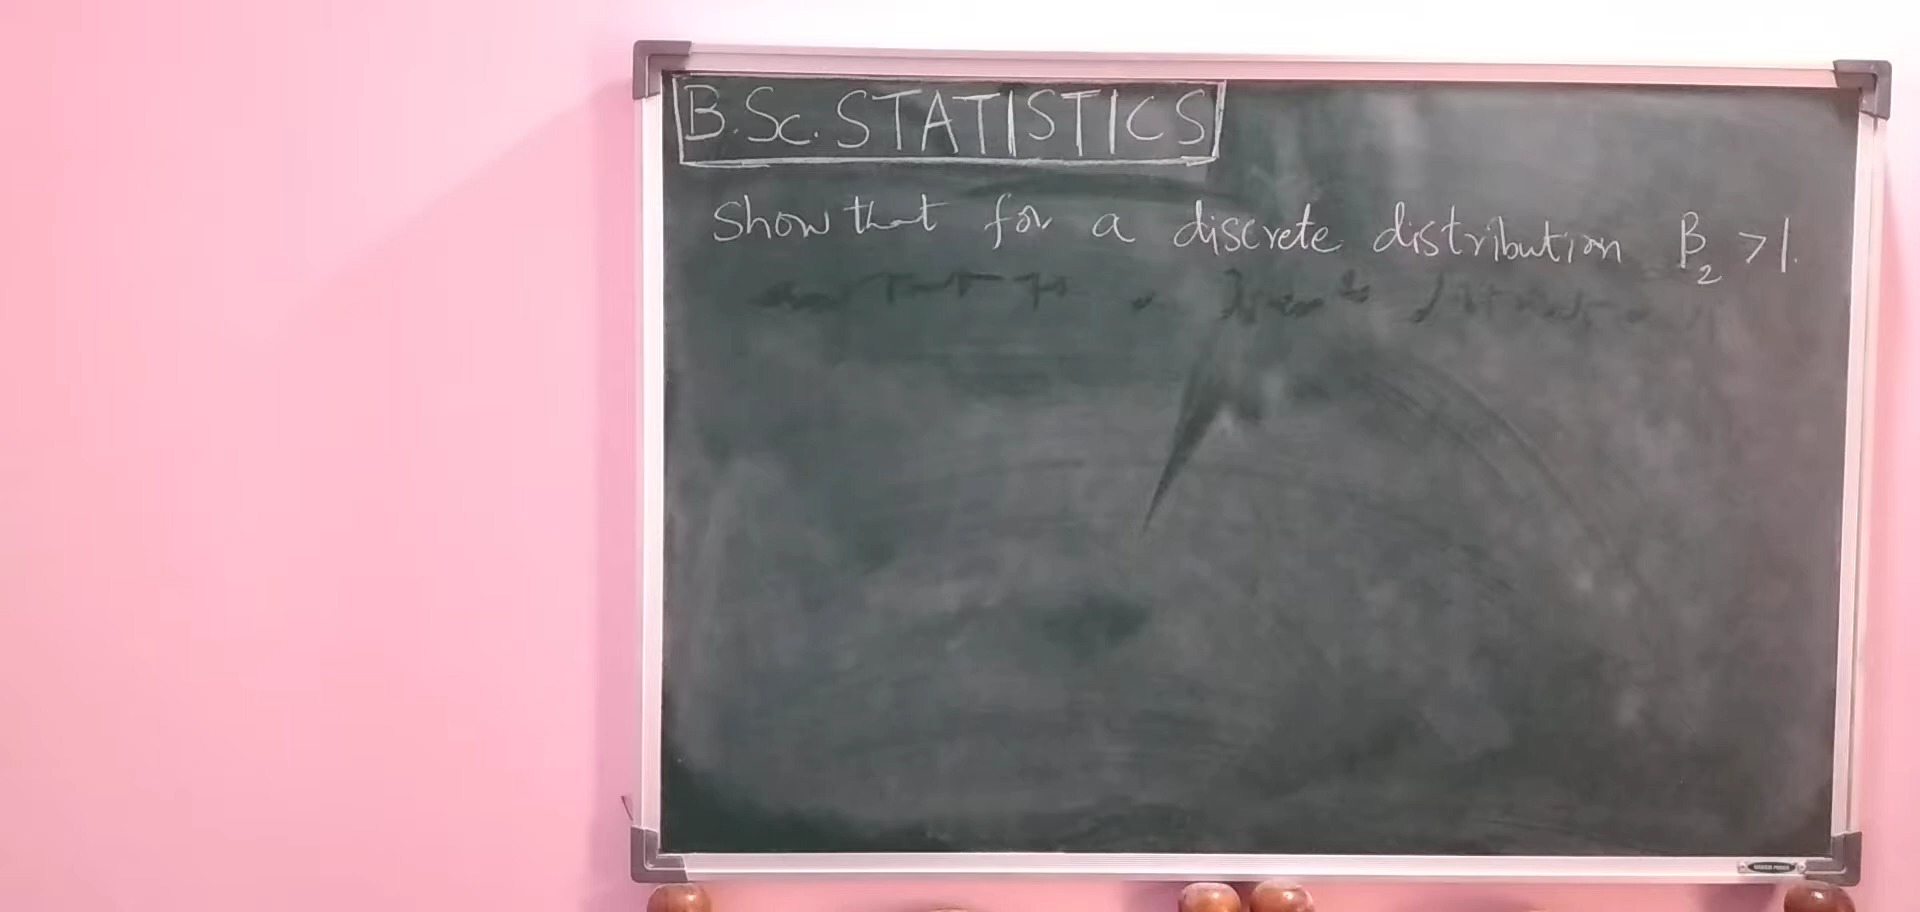 B.Sc. STATISTICS
Show that for a discrete distribution β₂ >1.